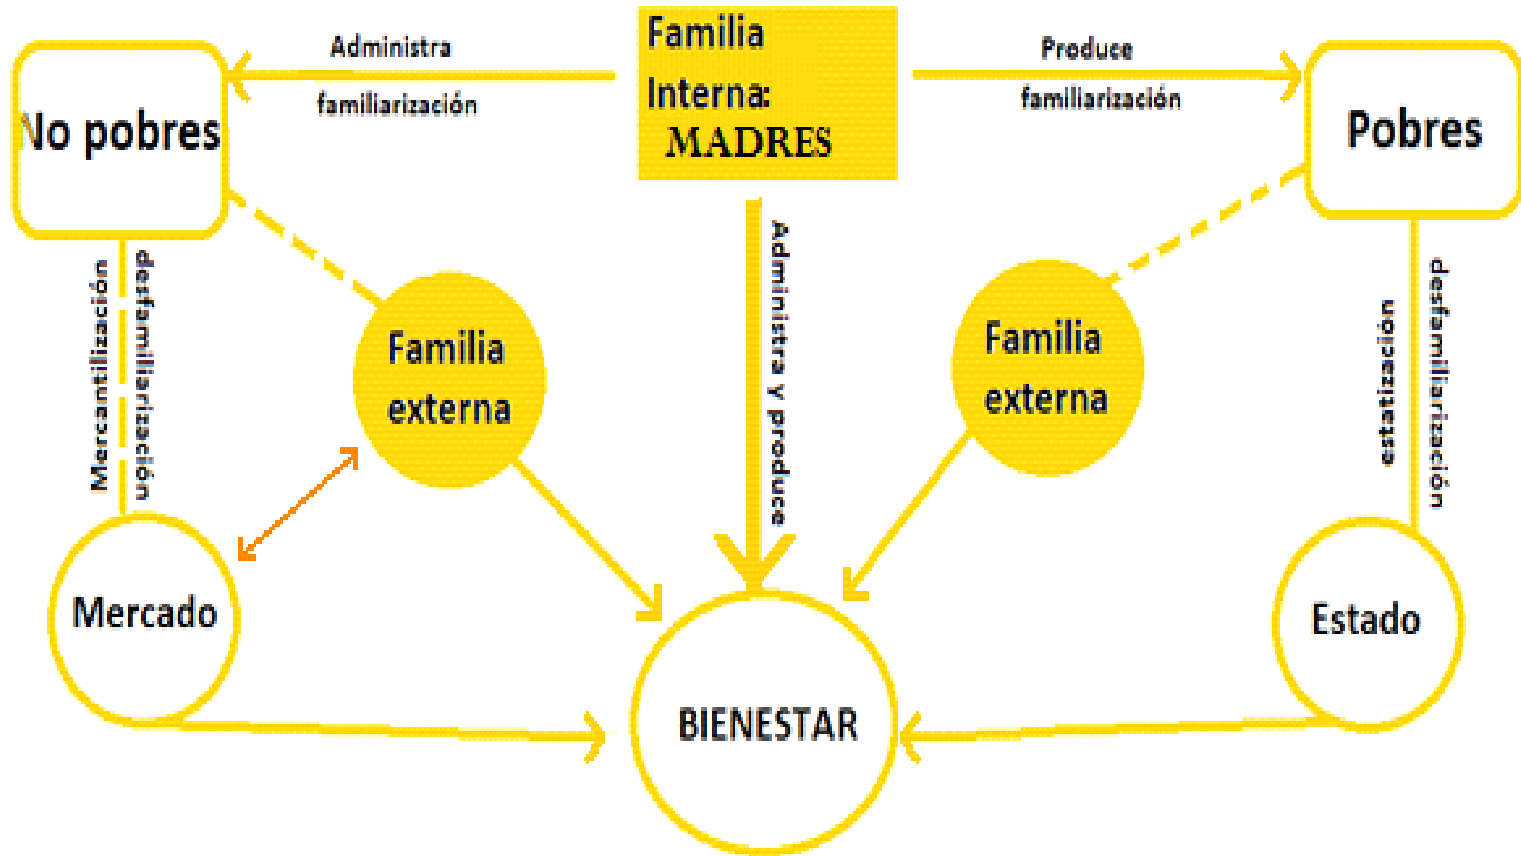 Familia
Interna:
MADRES
Administra
familiarización
Produce
familiarización
No pobres
Pobres
Mercantilización
desfamiliarización
Familia
externa
Administra y produce
Familia
externa
estatización
desfamiliarización
Mercado
BIENESTAR
Estado